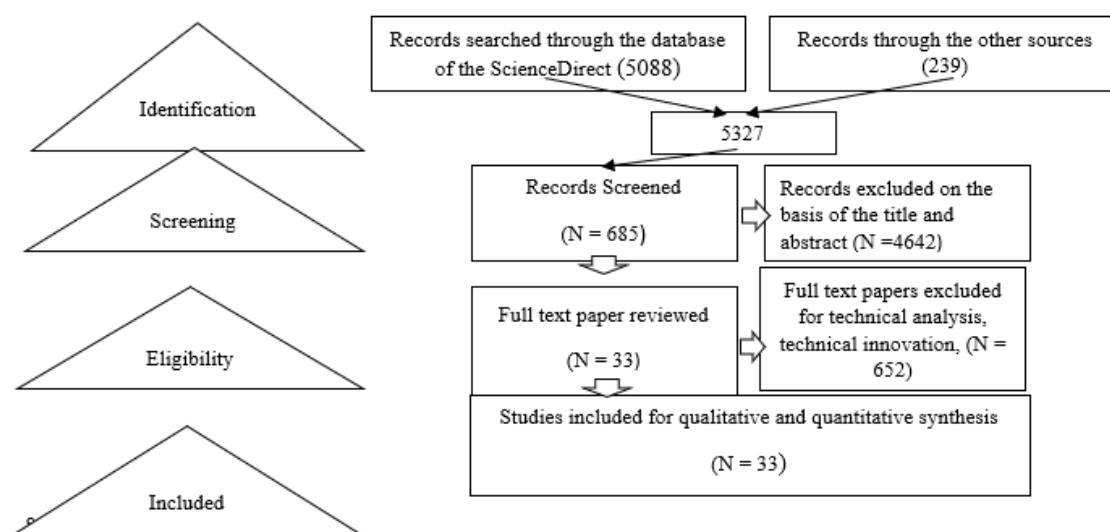 Records searched through the database
of the ScienceDirect (5088)
Records through the other sources
(239)
Identification
5327
Records Screened
(N = 685)
Records excluded on the
basis of the title and
abstract (N =4642)
Screening
Full text paper reviewed
(N = 33)
Full text papers excluded
for technical analysis,
technical innovation, (N =
652)
Eligibility
Studies included for qualitative and quantitative synthesis
(N = 33)
Included